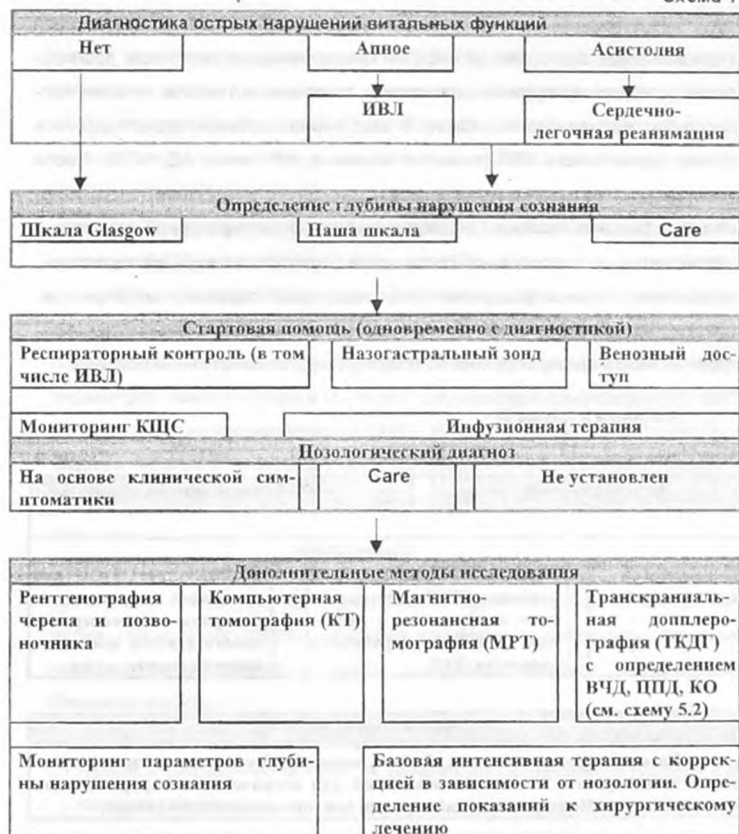 Диагностика острых нарушений витальных функций
Нет
Апное
Асистолия
ИВЛ
Сердечно-
легочная реанимация
Определение глубины нарушения сознания
Шкала Glasgow
Наша шкала
Care
Стартовая помощь (одновременно с диагностикой)
Респираторный контроль (в том
числе ИВЛ)
Назогастральный зонд
Венозный дос-
туп
Мониторинг КЩС
Инфузионная терапия
Нозологический диагноз
На основе клинической сим-
птоматики
Care
Не установлен
Дополнительные методы исследования
Рентгенография
черепа и позво-
ночника
Компьютерная
томография (КТ)
Магнитно-
резонансная то-
мография (МРТ)
Транскраниаль-
ная допплеро-
графия (ТКДГ)
с определением
ВЧД, ЦПД, КО
(см. схему 5.2)
Мониторинг параметров глуби-
ны нарушения сознания
Базовая интенсивная терапия с коррек-
цией в зависимости от нозологии. Опре-
деление показаний к хирургическому
лечению